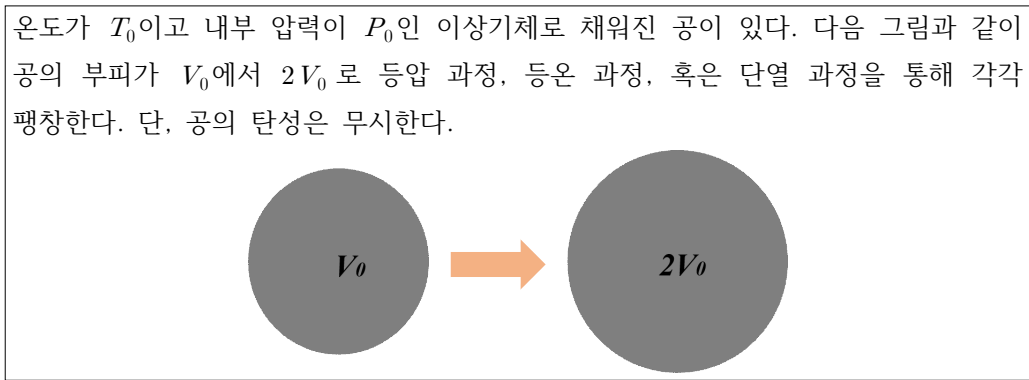 온도가 T₀이고 내부 압력이 P₀인 이상기체로 채워진 공이 있다. 다음 그림과 같이
공의 부피가 V₀에서 2V₀로 등압 과정, 등온 과정, 혹은 단열 과정을 통해 각각
팽창한다. 단, 공의 탄성은 무시한다.
V₀
2V₀